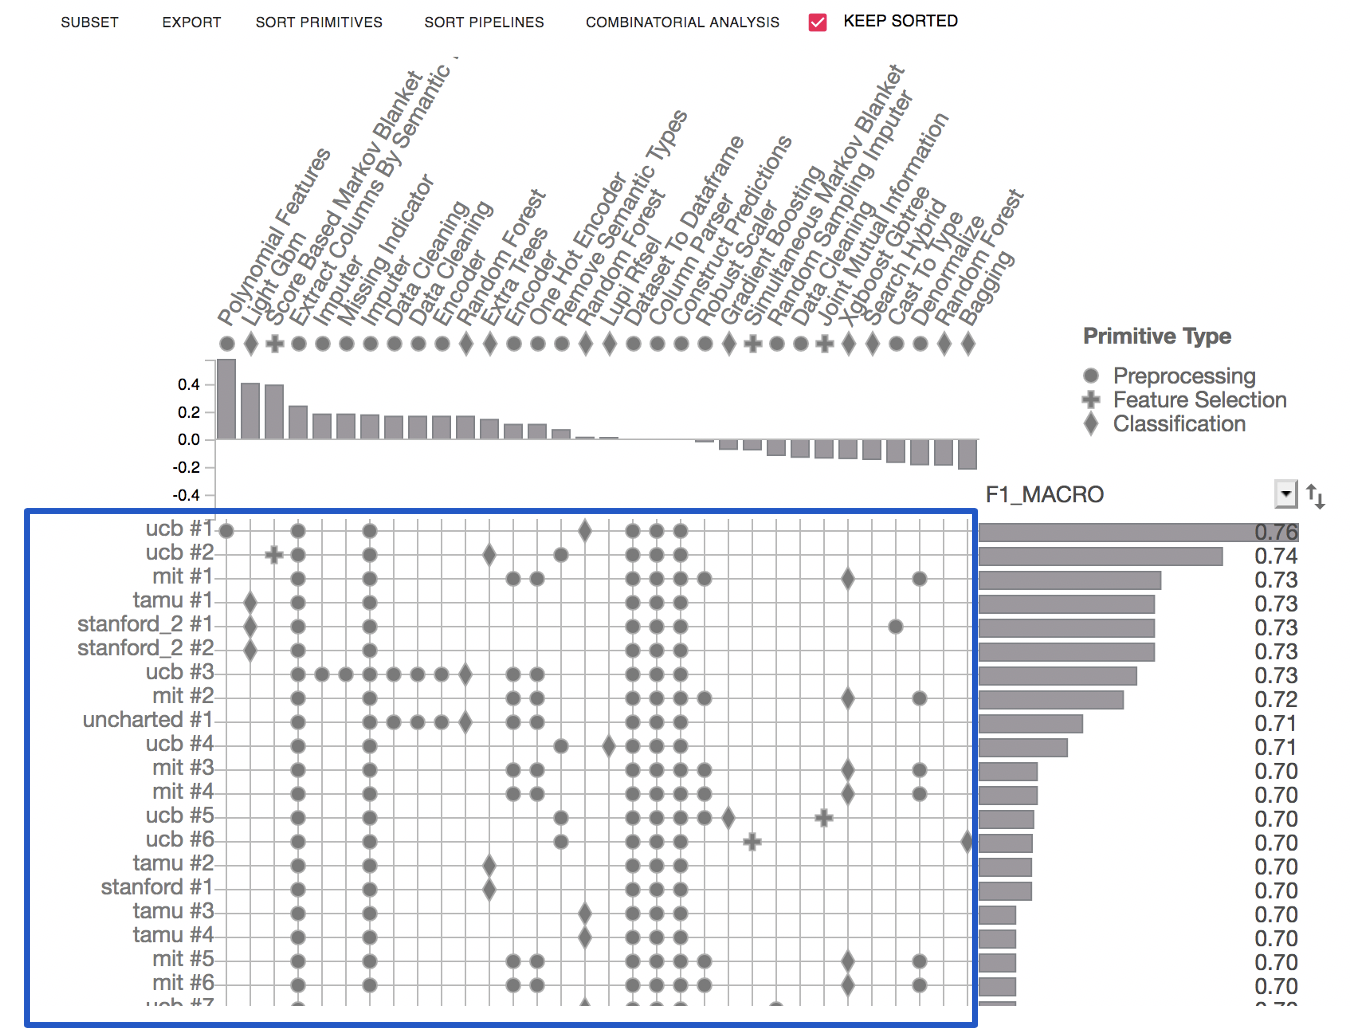 SUBSET EXPORT SORT PRIMITIVES SORT PIPELINES COMBINATORIAL ANALYSIS KEEP SORTED
Polynomial Features
Light Gbm
Score Based Markov Blanket
Extract Columns By Semantic
Imputer
Missing Indicator
Imputer
Data Cleaning
Data Cleaning
Encoder
Random Forest
Extra Trees
Encoder
One Hot Encoder
Remove Semantic Types
Random Forest
Lupi Rfsel
Dataset To Dataframe
Column Parser
Construct Predictions
Robust Scaler
Gradient Boosting
Simultaneous Markov Blanket
Random Sampling Imputer
Data Cleaning
Joint Mutual Information
Xgboost Gbtree
Search Hybrid
Cast To Type
Denormalize
Random Forest
Bagging
Primitive Type
Preprocessing
Feature Selection
Classification
0.4
0.2
0.0
-0.2
-0.4
F1_MACRO
ucb #1 0.76
ucb #2 0.74
mit #1 0.73
tamu #1 0.73
stanford_2 #1 0.73
stanford_2 #2 0.73
ucb #3 0.73
mit #2 0.72
uncharted #1 0.71
ucb #4 0.71
mit #3 0.70
mit #4 0.70
ucb #5 0.70
ucb #6 0.70
tamu #2 0.70
stanford #1 0.70
tamu #3 0.70
tamu #4 0.70
mit #5 0.70
mit #6 0.70
ucb #7